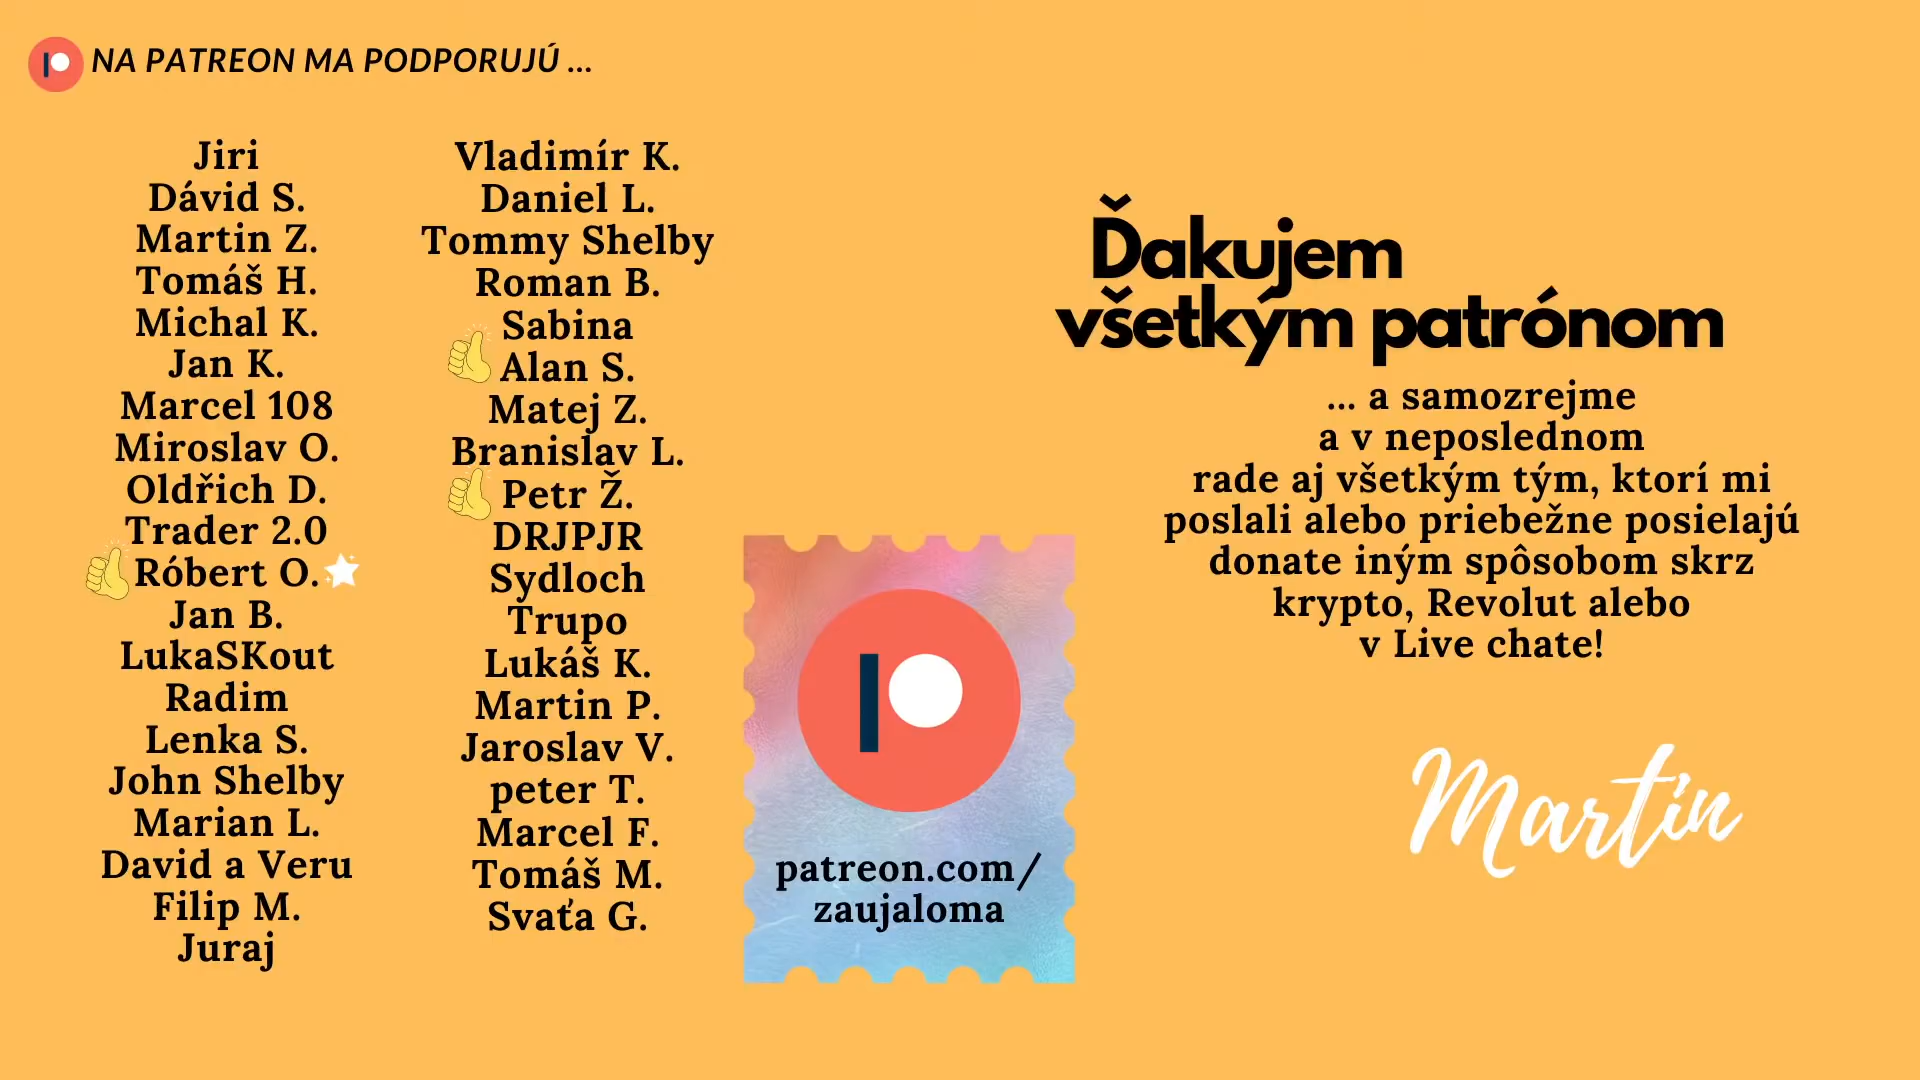 NA PATREON MA PODPORUJÚ ...
Jiri
Dávid S.
Martin Z.
Tomáš H.
Michal K.
Jan K.
Marcel 108
Miroslav O.
Oldřich D.
Trader 2.0
Róbert O.
Jan B.
LukaSKout
Radim
Lenka S.
John Shelby
Marian L.
David a Veru
Filip M.
Juraj
Vladimír K.
Daniel L.
Tommy Shelby
Roman B.
Sabina
Alan S.
Matej Z.
Branislav L.
Petr Ž.
DRJPJR
Sydloch
Trupo
Lukáš K.
Martin P.
Jaroslav V.
peter T.
Marcel F.
Tomáš M.
Svaťa G.
patreon.com/
zaujaloma
Ďakujem
všetkým patrónom
... a samozrejme
a v neposlednom
rade aj všetkým tým, ktorí mi
poslali alebo priebežne posielajú
donate iným spôsobom skrz
krypto, Revolut alebo
v Live chate!
Martin